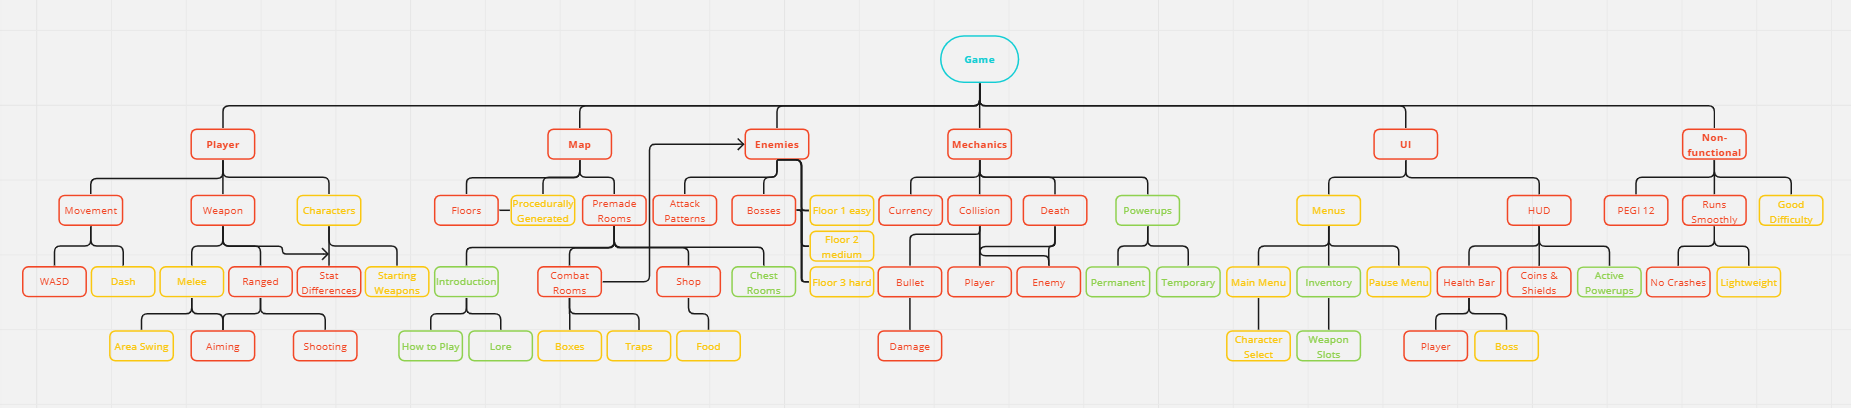 Game
Player
Map
Enemies
Mechanics
UI
Non-
functional
Movement
Weapon
Characters
Floors
Procedurally
Generated
Premade
Rooms
Attack
Patterns
Bosses
Floor 1 easy
Currency
Collision
Death
Powerups
Menus
HUD
PEGI 12
Runs
Smoothly
Good
Difficulty
Floor 2
medium
WASD
Dash
Melee
Ranged
Stat
Differences
Starting
Weapons
Introduction
Combat
Rooms
Shop
Chest
Rooms
Floor 3 hard
Bullet
Player
Enemy
Permanent
Temporary
Main Menu
Inventory
Pause Menu
Health Bar
Coins &
Shields
Active
Powerups
No Crashes
Lightweight
Area Swing
Aiming
Shooting
How to Play
Lore
Boxes
Traps
Food
Damage
Character
Select
Weapon
Slots
Player
Boss